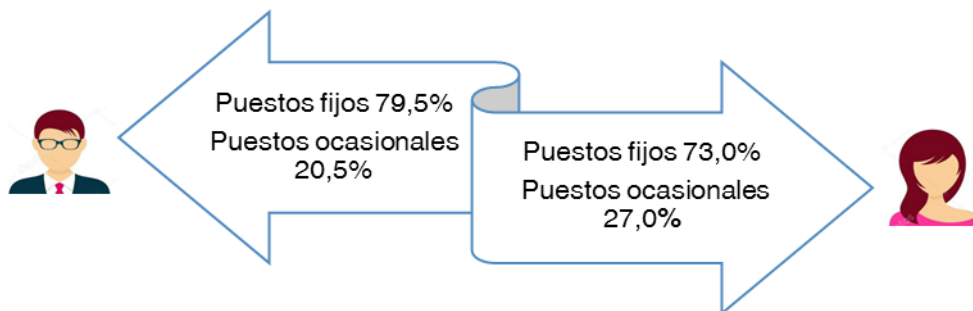 Puestos fijos 79,5%
Puestos ocasionales
20,5%
Puestos fijos 73,0%
Puestos ocasionales
27,0%